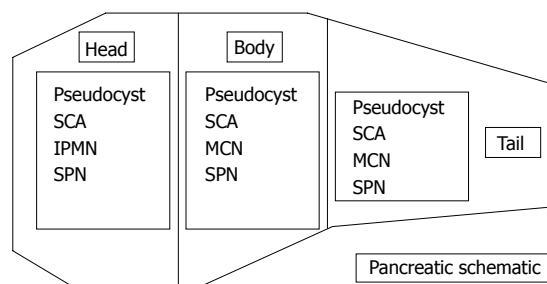 Head
Pseudocyst
SCA
IPMN
SPN
Body
Pseudocyst
SCA
MCN
SPN
Pseudocyst
SCA
MCN
SPN
Tail
Pancreatic schematic